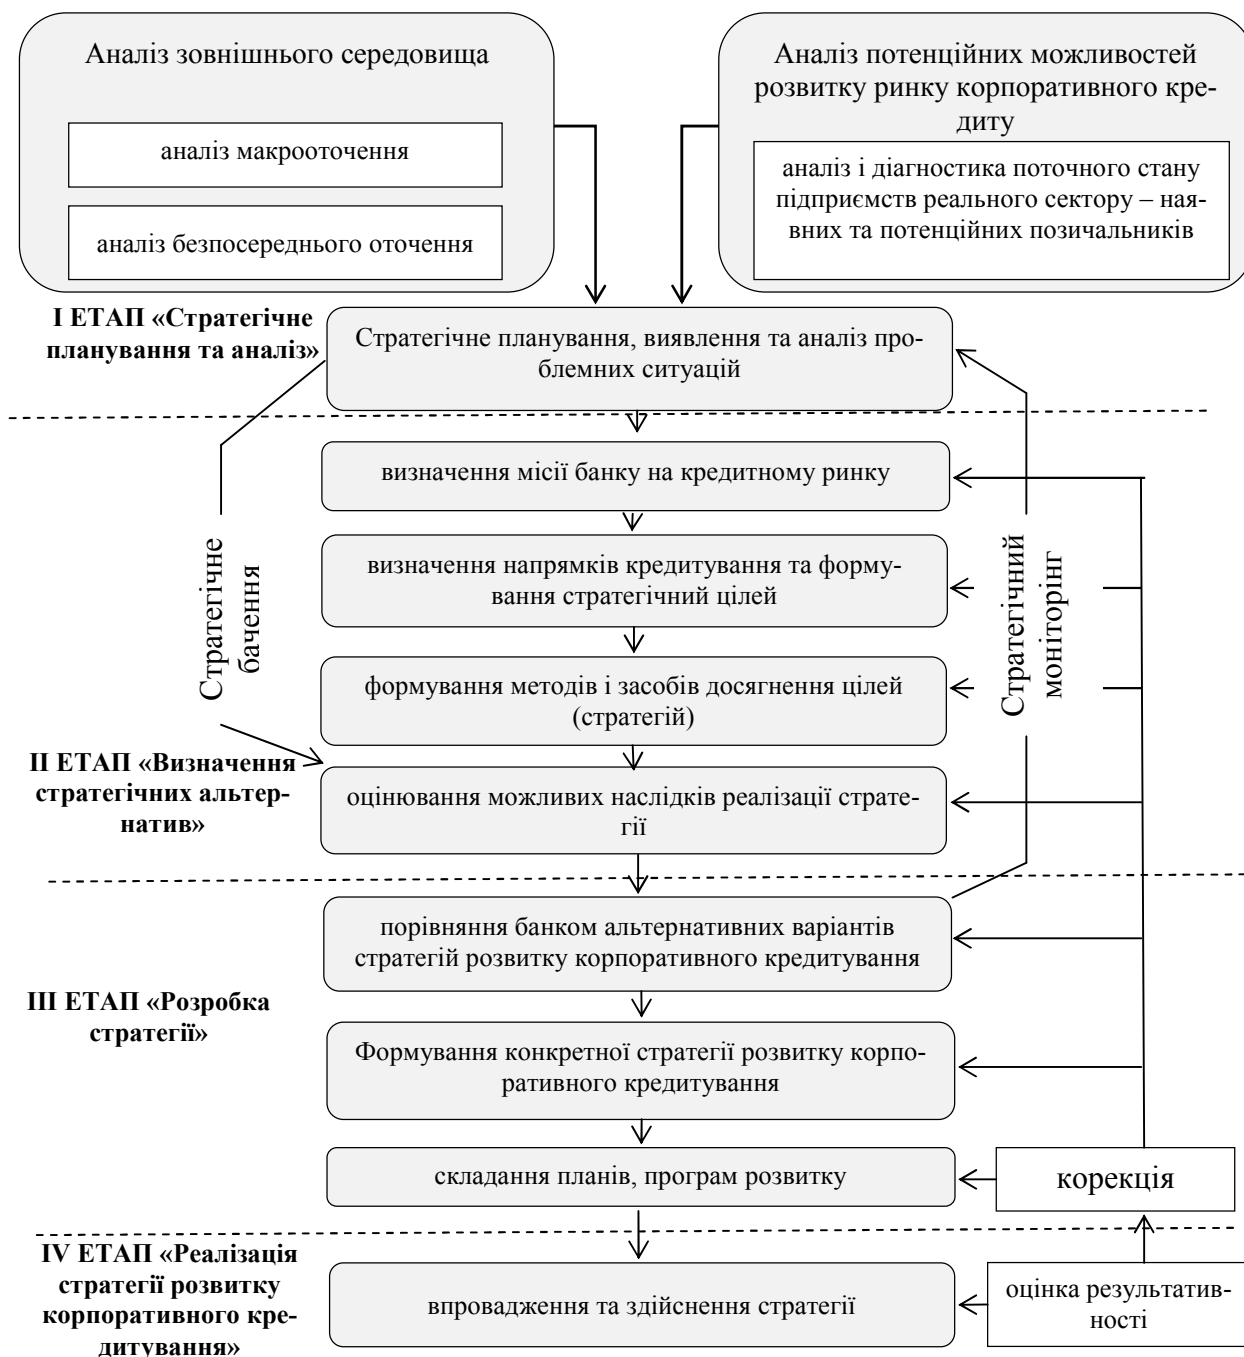 Аналіз зовнішнього середовища
аналіз макрооточення
аналіз безпосереднього оточення
Аналіз потенційних можливостей
розвитку ринку корпоративного кре-
диту
аналіз і діагностика поточного стану
підприємств реального сектору – ная-
вних та потенційних позичальників
І ЕТАП «Стратегічне
планування та аналіз»
Стратегічне планування, виявлення та аналіз про-
блемних ситуацій
визначення місії банку на кредитному ринку
визначення напрямків кредитування та форму-
вання стратегічний цілей
формування методів і засобів досягнення цілей
(стратегій)
Стратегічне
бачення
Стратегічний
моніторінг
ІІ ЕТАП «Визначення
стратегічних альтер-
натив»
оцінювання можливих наслідків реалізації страте-
гії
порівняння банком альтернативних варіантів
стратегій розвитку корпоративного кредитування
ІІІ ЕТАП «Розробка
стратегії»
Формування конкретної стратегії розвитку корпо-
ративного кредитування
складання планів, програм розвитку
корекція
IV ЕТАП «Реалізація
стратегії розвитку
корпоративного кре-
дитування»
впровадження та здійснення стратегії
оцінка результатив-
ності